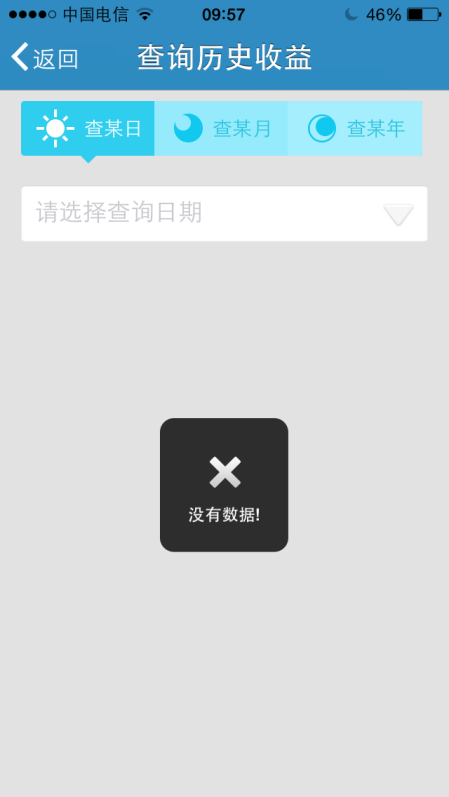 中国电信 09:57 46%
返回 查询历史收益
查某日 查某月 查某年
请选择查询日期
没有数据!